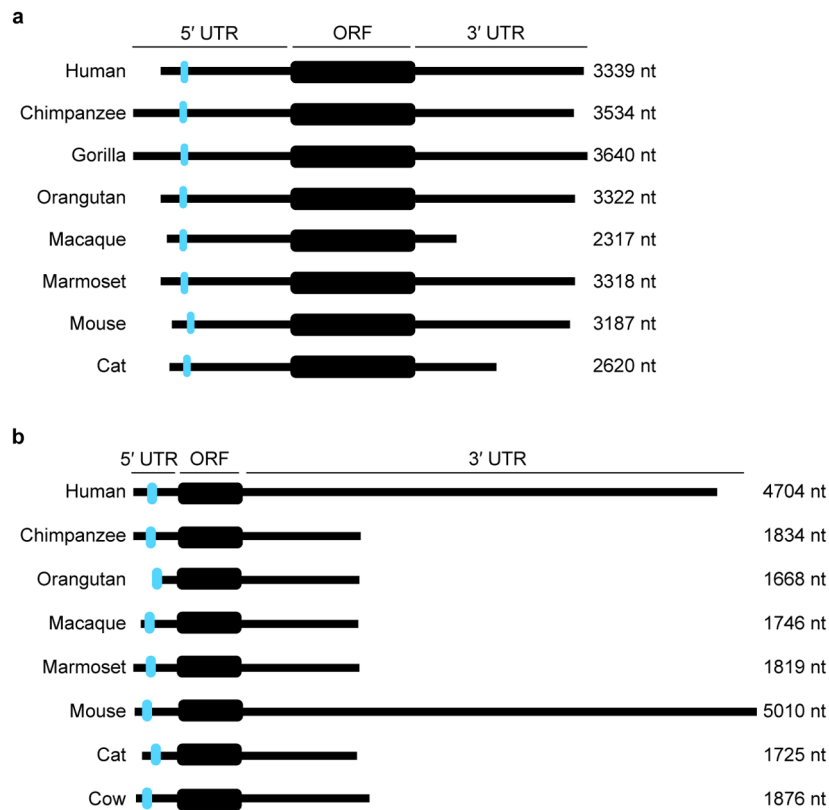 a
5′ UTR ORF 3′ UTR
Human 3339 nt
Chimpanzee 3534 nt
Gorilla 3640 nt
Orangutan 3322 nt
Macaque 2317 nt
Marmoset 3318 nt
Mouse 3187 nt
Cat 2620 nt
b
5′ UTR ORF 3′ UTR
Human 4704 nt
Chimpanzee 1834 nt
Orangutan 1668 nt
Macaque 1746 nt
Marmoset 1819 nt
Mouse 5010 nt
Cat 1725 nt
Cow 1876 nt